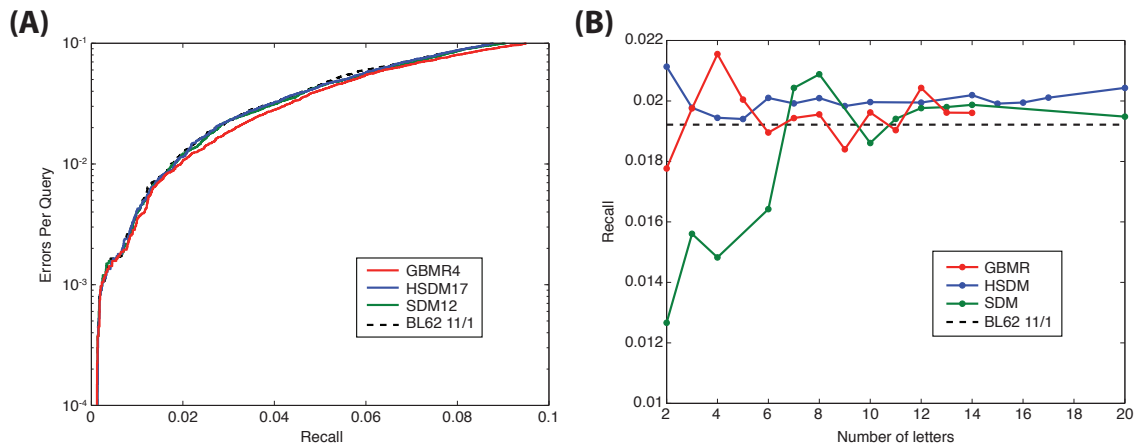 (A)
10⁻¹
10⁻²
10⁻³
10⁻⁴
Errors Per Query
0
0.02
0.04
0.06
0.08
0.1
Recall
GBMR4
HSDM17
SDM12
BL62 11/1
(B)
0.022
0.02
0.018
0.016
0.014
0.012
0.01
Recall
2
4
6
8
10
12
14
16
18
20
Number of letters
GBMR
HSDM
SDM
BL62 11/1